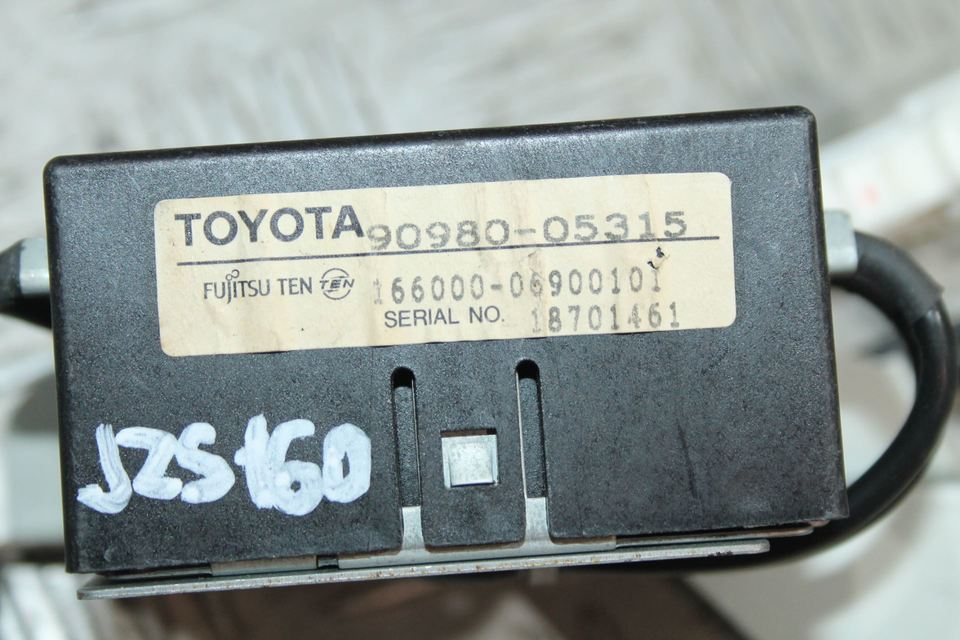 TOYOTA 90980-05315
FUJITSU TEN TEN 166000-06900101
SERIAL NO. 18701461
JZS160